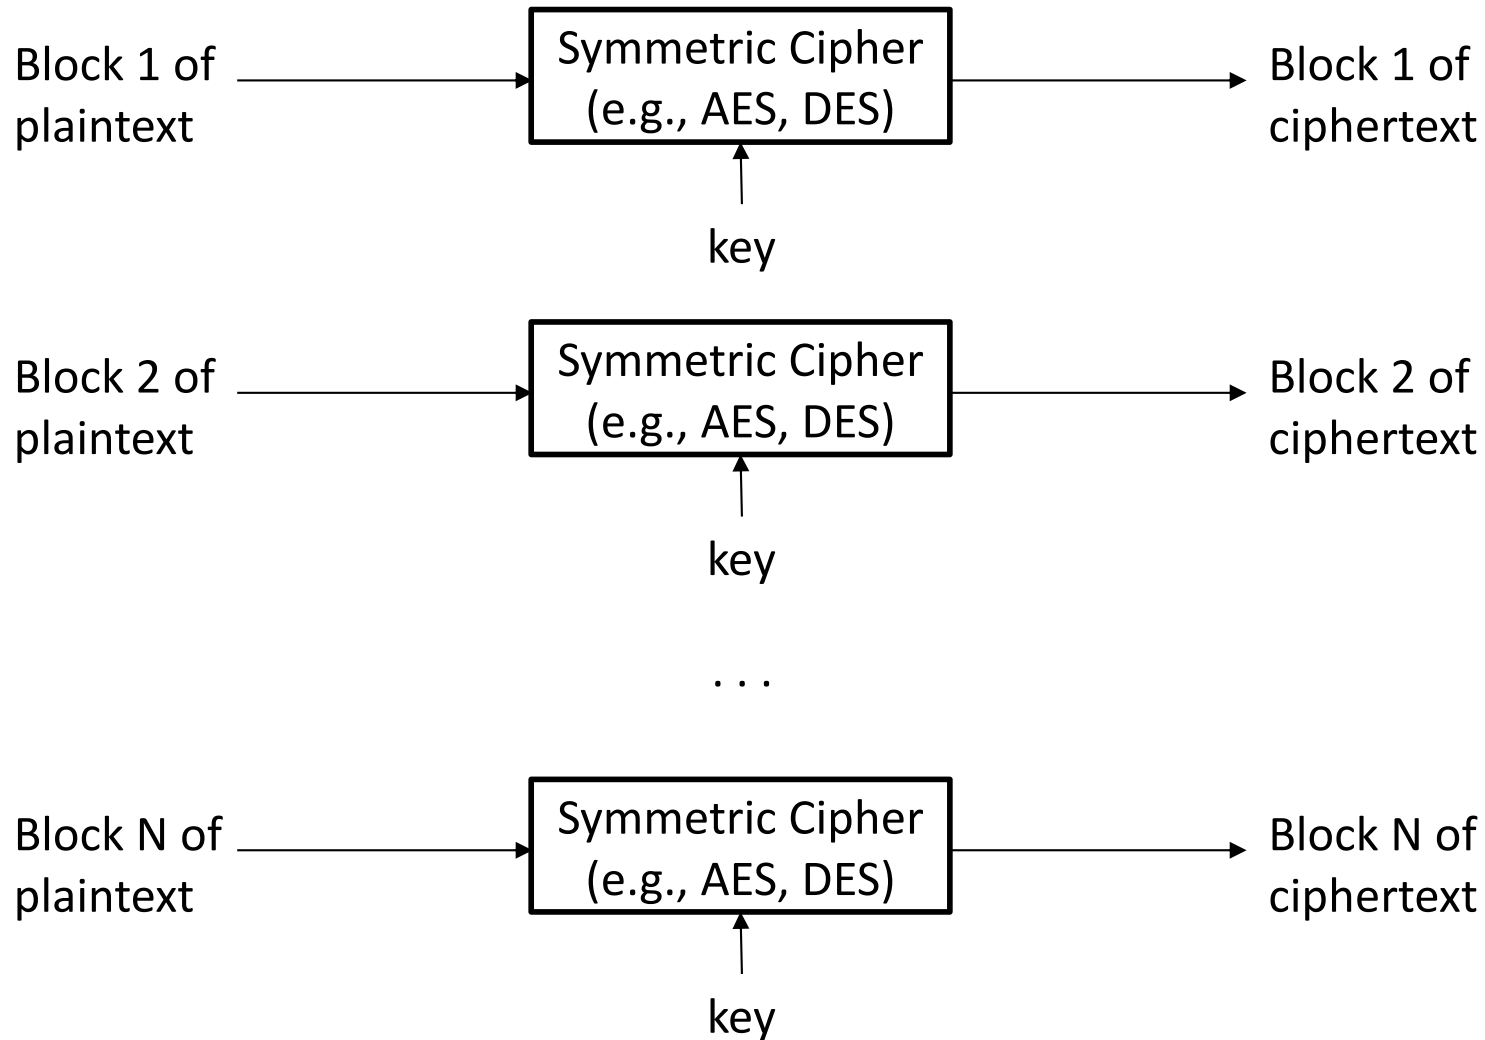 Block 1 of
plaintext
Symmetric Cipher
(e.g., AES, DES)
Block 1 of
ciphertext
key
Block 2 of
plaintext
Symmetric Cipher
(e.g., AES, DES)
Block 2 of
ciphertext
key
. . .
Block N of
plaintext
Symmetric Cipher
(e.g., AES, DES)
Block N of
ciphertext
key